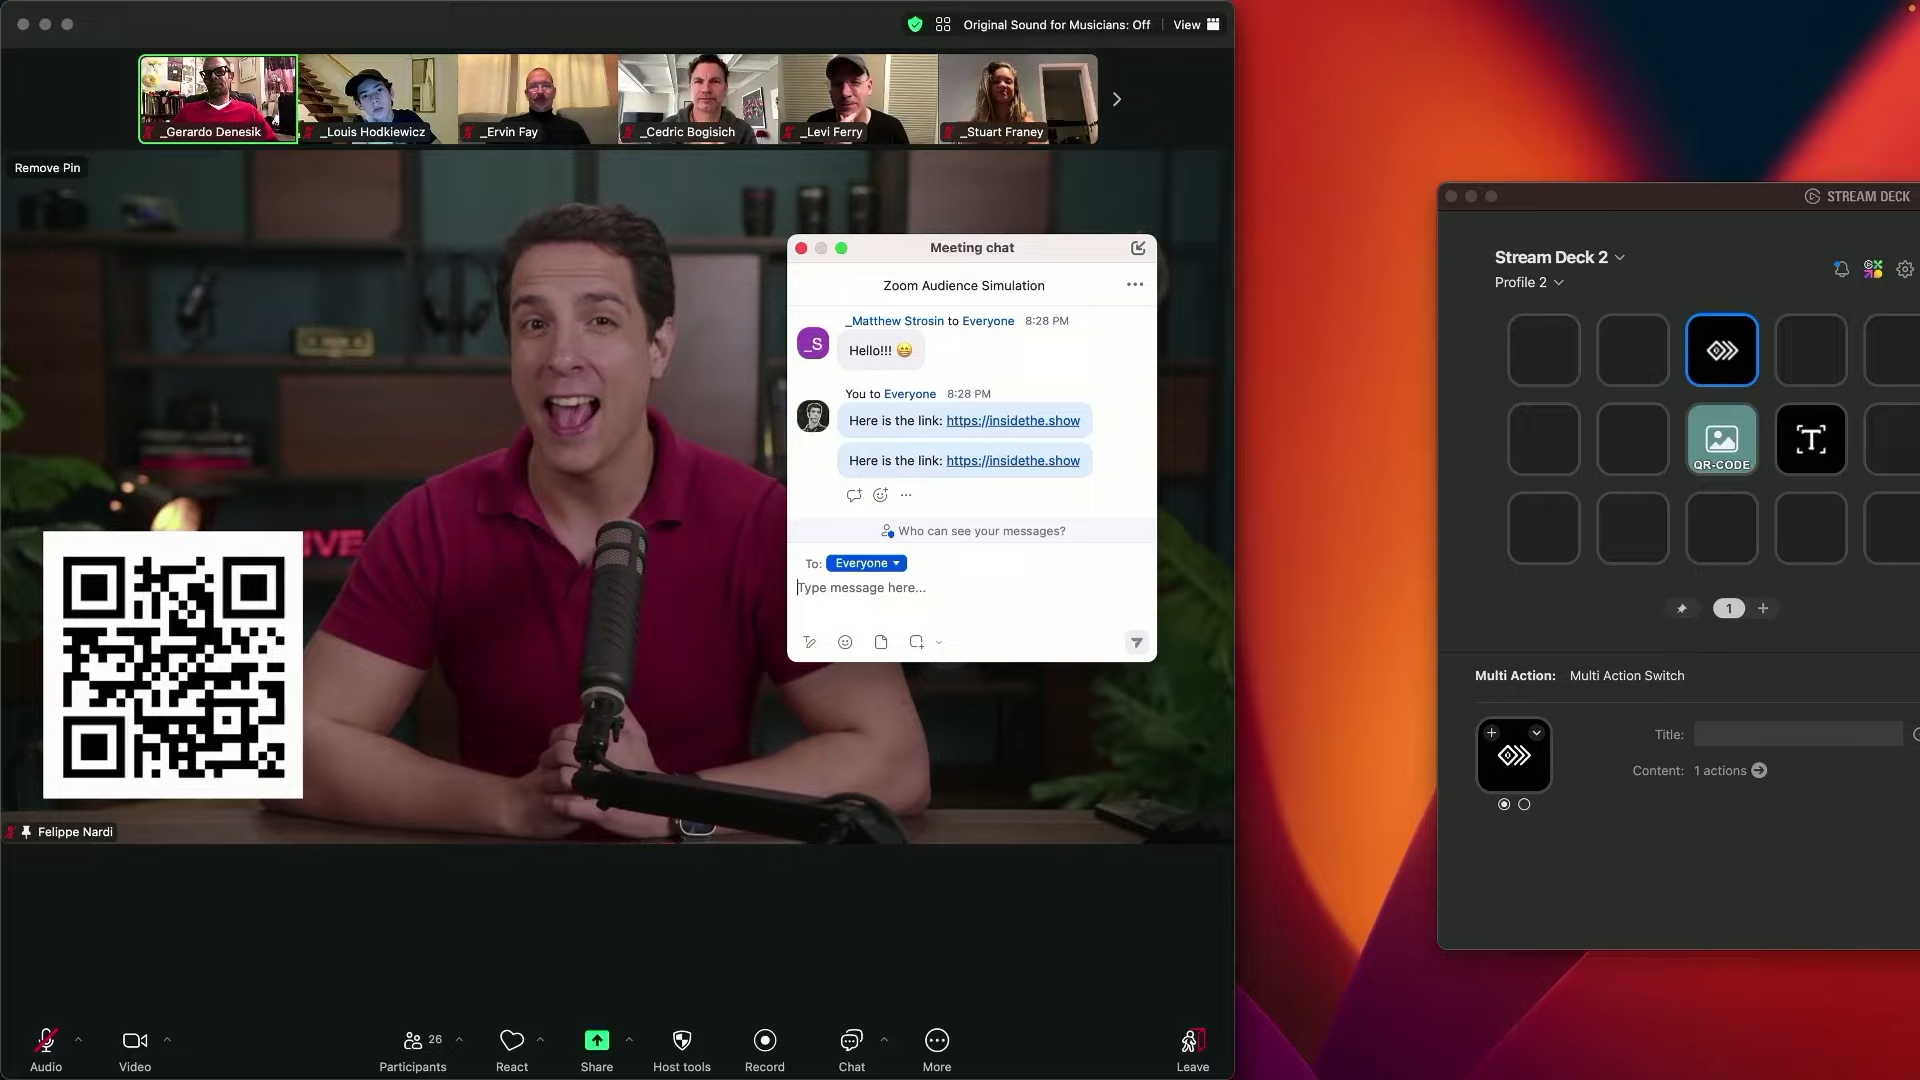 Original Sound for Musicians: Off
View
_Gerardo Denesik
_Louis Hodkiewicz
_Ervin Fay
_Cedric Bogisich
_Levi Ferry
_Stuart Franey
Remove Pin
Meeting chat
Zoom Audience Simulation
_Matthew Strosin to Everyone 8:28 PM
_S
Hello!!! 😁
You to Everyone 8:28 PM
Here is the link: https://insidethe.show
Here is the link: https://insidethe.show
Who can see your messages?
To: Everyone
Type message here...
Felippe Nardi
Audio
Video
26
Participants
React
Share
Host tools
Record
Chat
More
Leave
STREAM DECK
Stream Deck 2
Profile 2
QR-CODE
T
1
Multi Action: Multi Action Switch
Title:
Content: 1 actions